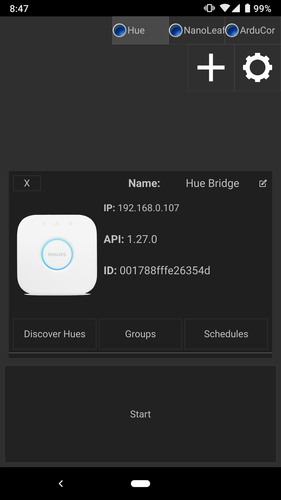 8:47
99%
Hue
NanoLeaf
ArduCor
X
Name: Hue Bridge
IP: 192.168.0.107
PHILIPS
API: 1.27.0
ID: 001788fffe26354d
Discover Hues
Groups
Schedules
Start